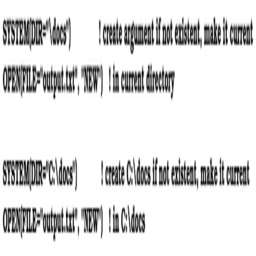 SYSTEM(DIR="\docs") ! create argument if not existent, make it current
OPEN(FILE="output.txt", "NEW") ! in current directory
SYSTEM(DIR="C:\docs") ! create C:\docs if not existent, make it current
OPEN(FILE="output.txt", "NEW") ! in C:\docs